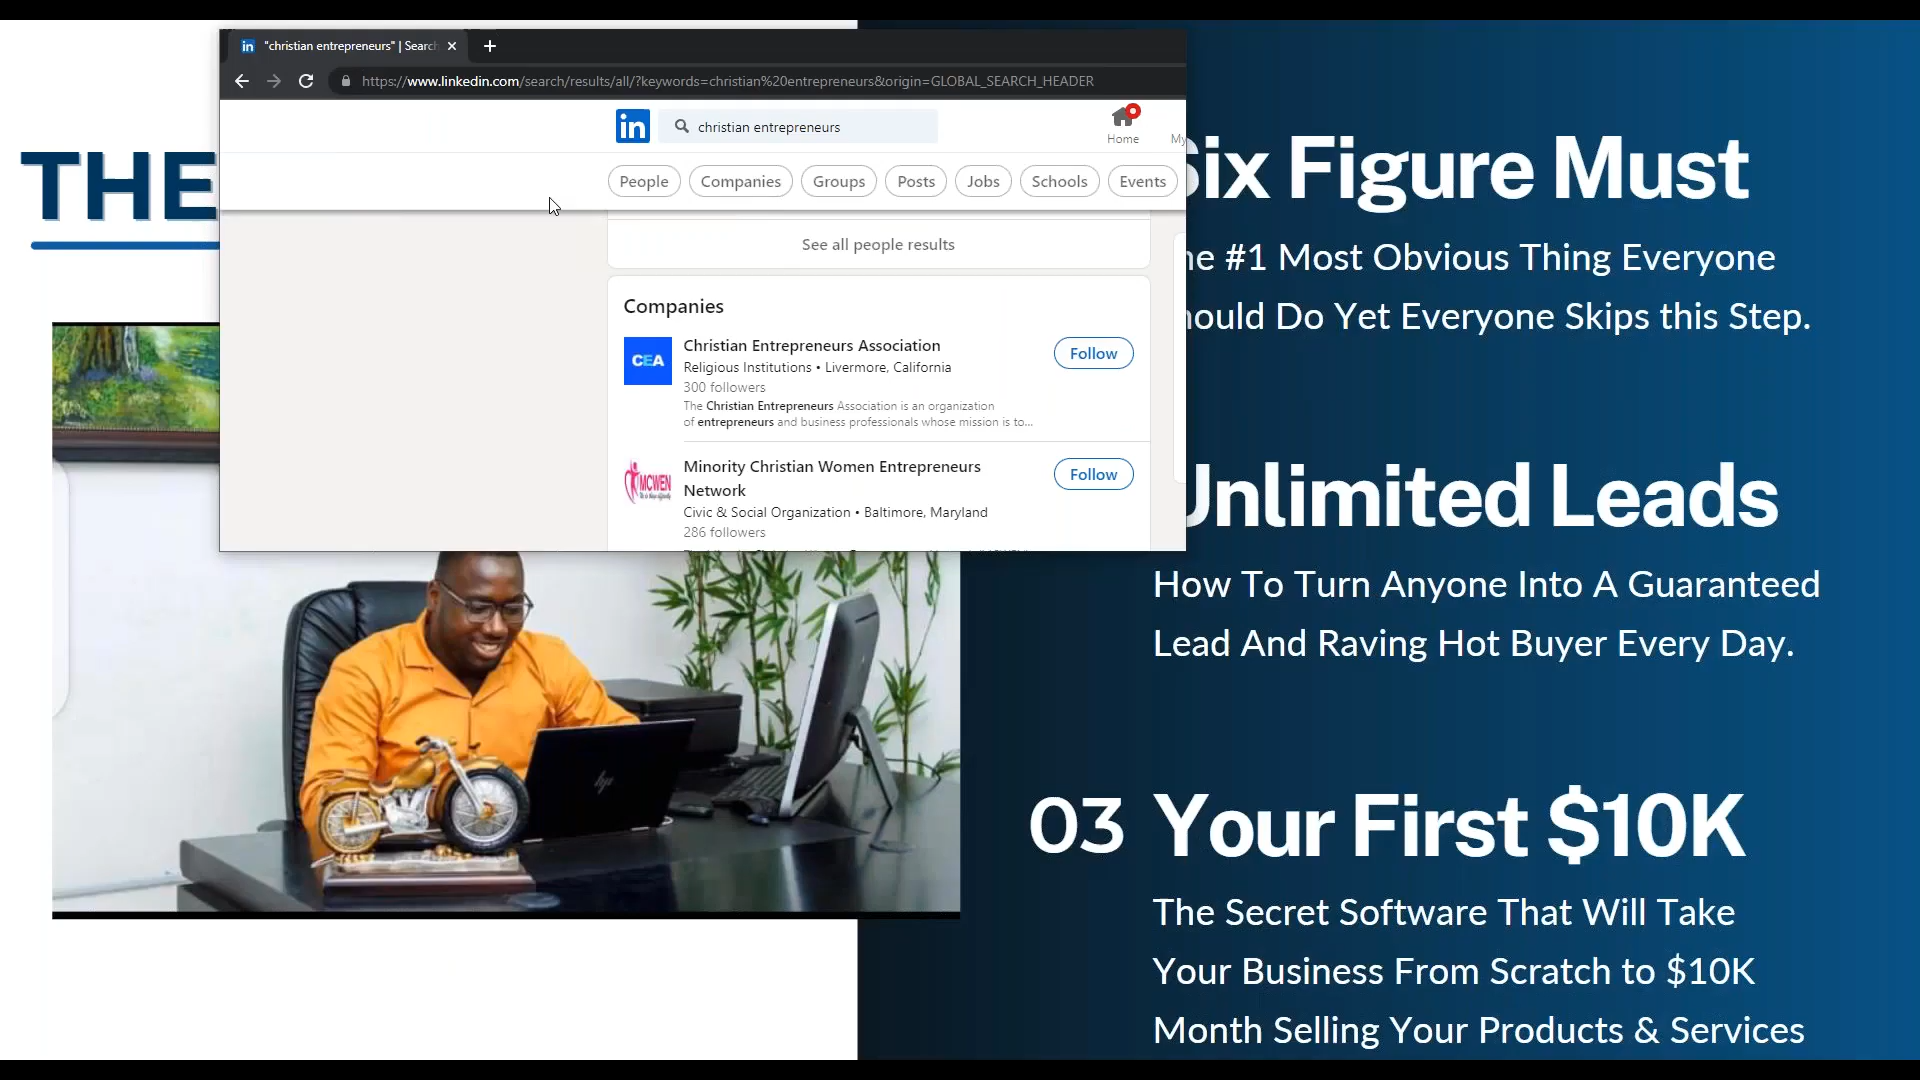 "christian entrepreneurs" | Search
https://www.linkedin.com/search/results/all/?keywords=christian%20entrepreneurs&origin=GLOBAL_SEARCH_HEADER
in
christian entrepreneurs
Home
People
Companies
Groups
Posts
Jobs
Schools
Events
See all people results
Companies
CEA
Christian Entrepreneurs Association
Religious Institutions • Livermore, California
300 followers
The Christian Entrepreneurs Association is an organization
of entrepreneurs and business professionals whose mission is to...
Follow
MCWEN
Minority Christian Women Entrepreneurs
Network
Civic & Social Organization • Baltimore, Maryland
286 followers
Follow
THE
Six Figure Must
#1 Most Obvious Thing Everyone
Do Yet Everyone Skips this Step.
Unlimited Leads
How To Turn Anyone Into A Guaranteed
Lead And Raving Hot Buyer Every Day.
03 Your First $10K
The Secret Software That Will Take
Your Business From Scratch to $10K
Month Selling Your Products & Services
hp